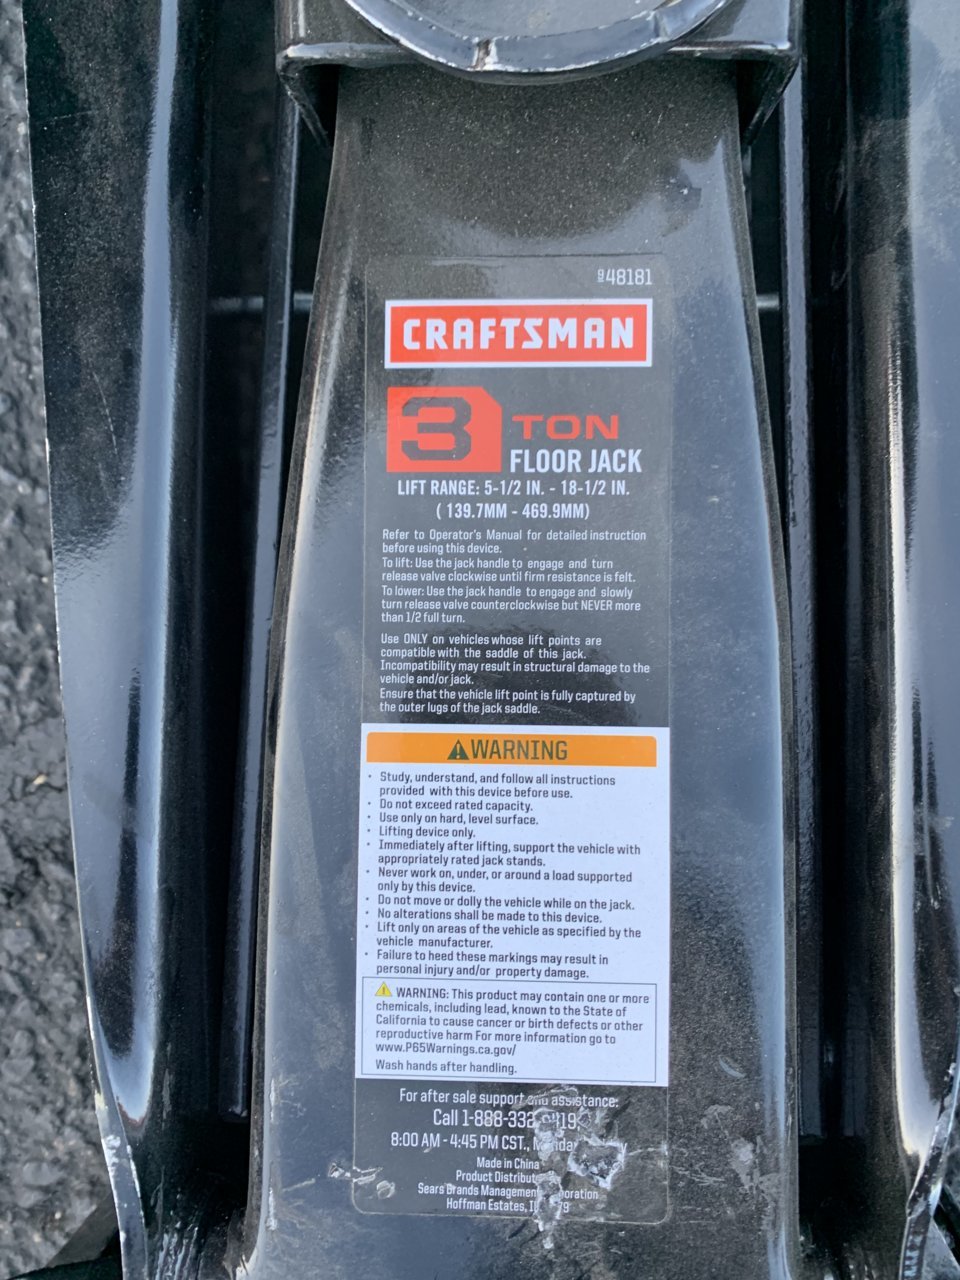 948181
CRAFTSMAN
3 TON
FLOOR JACK
LIFT RANGE: 5-1/2 IN. - 18-1/2 IN.
( 139.7MM - 469.9MM)
Refer to Operator's Manual for detailed instruction
before using this device.
To lift: Use the jack handle to engage and turn
release valve clockwise until firm resistance is felt.
To lower: Use the jack handle to engage and slowly
turn release valve counterclockwise but NEVER more
than 1/2 full turn.
Use ONLY on vehicles whose lift points are
compatible with the saddle of this jack.
Incompatibility may result in structural damage to the
vehicle and/or jack.
Ensure that the vehicle lift point is fully captured by
the outer lugs of the jack saddle.
WARNING
• Study, understand, and follow all instructions
provided with this device before use.
• Do not exceed rated capacity.
• Use only on hard, level surface.
• Lifting device only.
• Immediately after lifting, support the vehicle with
appropriately rated jack stands.
• Never work on, under, or around a load supported
only by this device.
• Do not move or dolly the vehicle while on the jack.
• No alterations shall be made to this device.
• Lift only on areas of the vehicle as specified by the
vehicle manufacturer.
• Failure to heed these markings may result in
personal injury and/or property damage.
WARNING: This product may contain one or more
chemicals, including lead, known to the State of
California to cause cancer or birth defects or other
reproductive harm For more information go to
www.P65Warnings.ca.gov/
Wash hands after handling.
For after sale support and assistance:
Call 1-888-332-
8:00 AM - 4:45 PM CST.,
Made in China
Product
Sears Brands Management
Hoffman Estates,